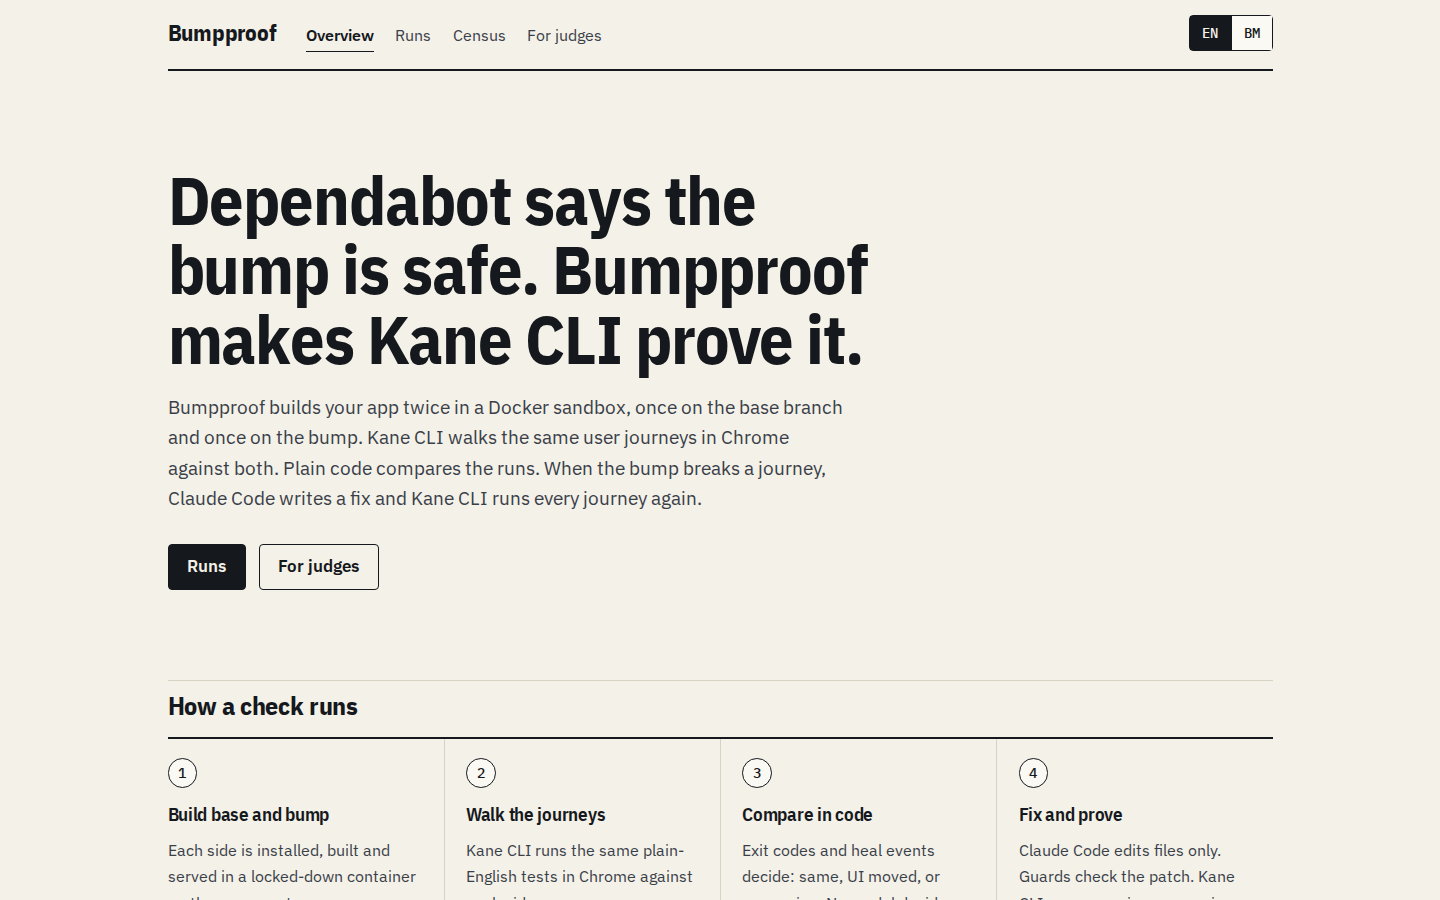 Bumpproof Overview Runs Census For judges EN BM
Dependabot says the
bump is safe. Bumpproof
makes Kane CLI prove it.
Bumpproof builds your app twice in a Docker sandbox, once on the base branch
and once on the bump. Kane CLI walks the same user journeys in Chrome
against both. Plain code compares the runs. When the bump breaks a journey,
Claude Code writes a fix and Kane CLI runs every journey again.
Runs For judges
How a check runs
1
Build base and bump
Each side is installed, built and
served in a locked-down container
2
Walk the journeys
Kane CLI runs the same plain-
English tests in Chrome against
3
Compare in code
Exit codes and heal events
decide: same, UI moved, or
4
Fix and prove
Claude Code edits files only.
Guards check the patch. Kane